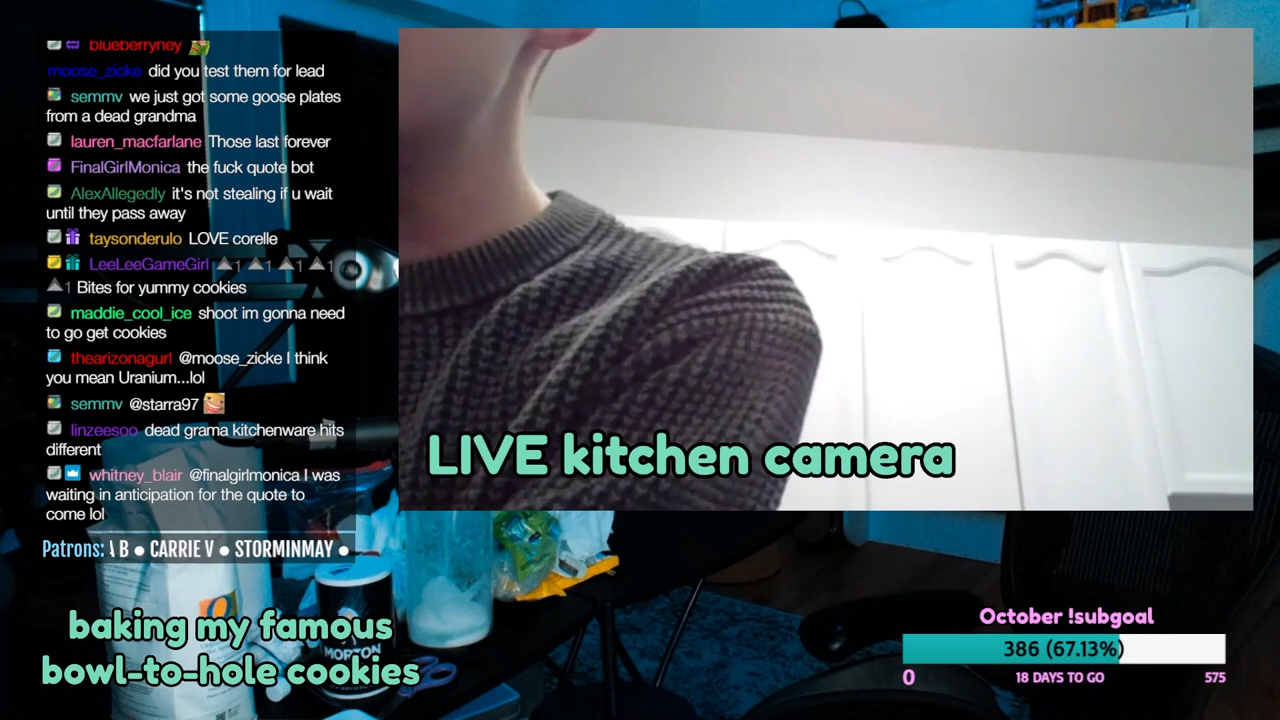 blueberryney
moose_zicke did you test them for lead
semmv we just got some goose plates
from a dead grandma
lauren_macfarlane Those last forever
FinalGirlMonica the fuck quote bot
AlexAllegedly it's not stealing if u wait
until they pass away
taysonderulo LOVE corelle
LeeLeeGameGirl 1 1 1 1
1 Bites for yummy cookies
maddie_cool_ice shoot im gonna need
to go get cookies
thearizonagurl @moose_zicke I think
you mean Uranium...lol
semmv @starra97
linzeesoo dead grama kitchenware hits
different
whitney_blair @finalgirlmonica I was
waiting in anticipation for the quote to
come lol
Patrons: B ● CARRIE V ● STORMINMAY ●
baking my famous
bowl-to-hole cookies
MORTON
LIVE kitchen camera
October !subgoal
386 (67.13%)
0 18 DAYS TO GO 575